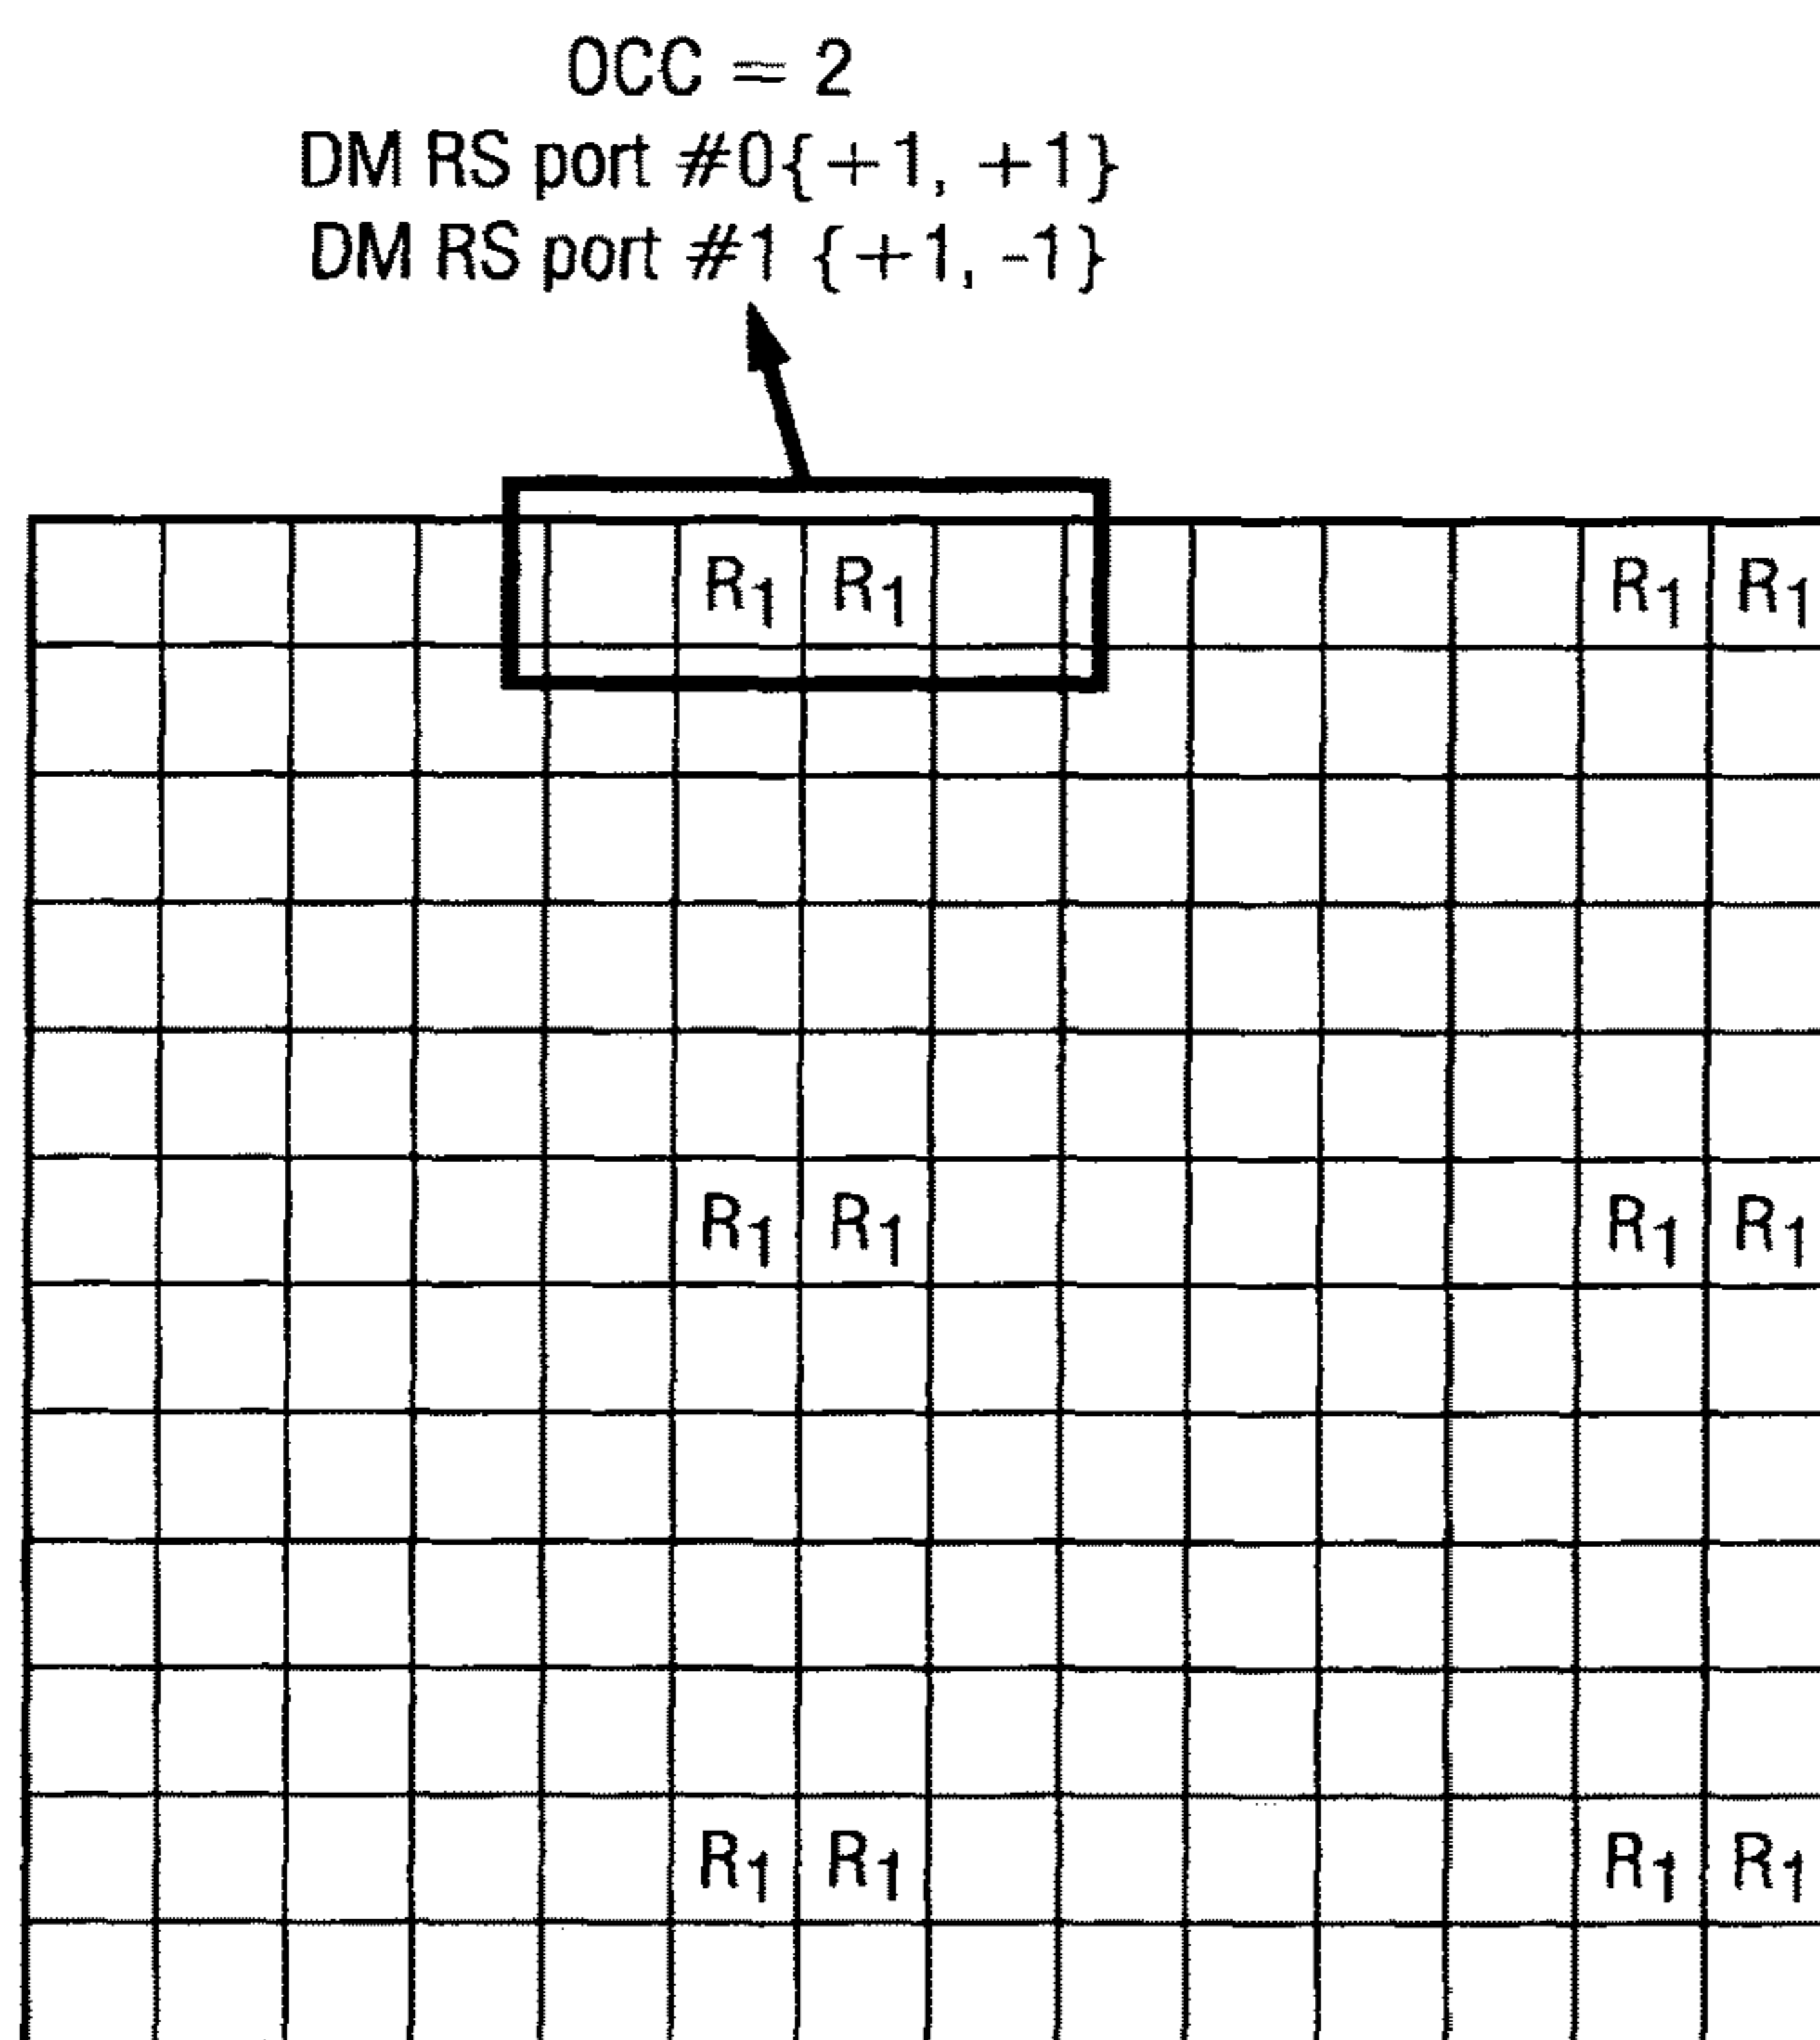 OCC = 2
DM RS port #0{+1, +1}
DM RS port #1 {+1, -1}
R1 R1 R1 R1
R1 R1 R1 R1
R1 R1 R1 R1